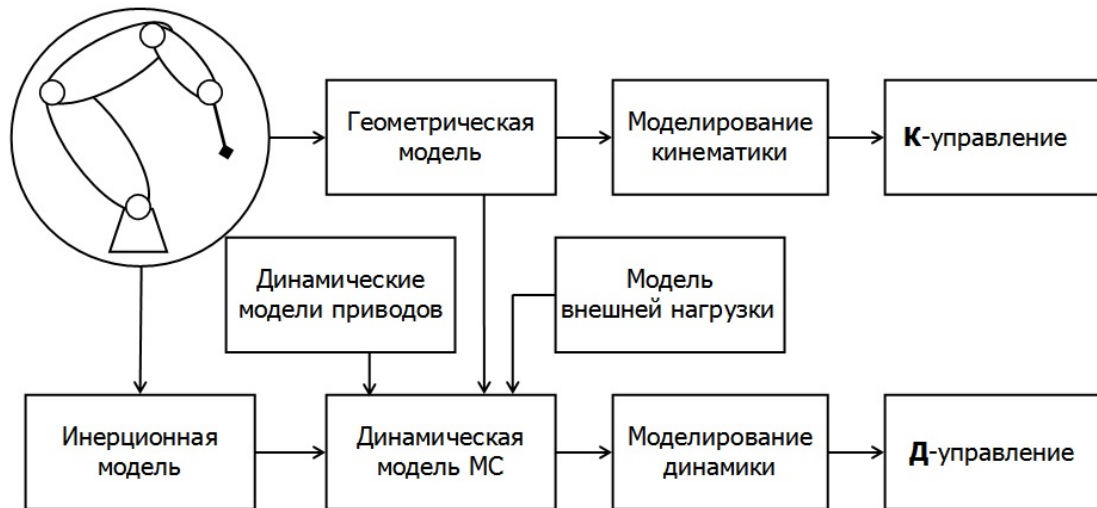 Геометрическая
модель
Моделирование
кинематики
К-управление
Динамические
модели приводов
Модель
внешней нагрузки
Инерционная
модель
Динамическая
модель МС
Моделирование
динамики
Д-управление